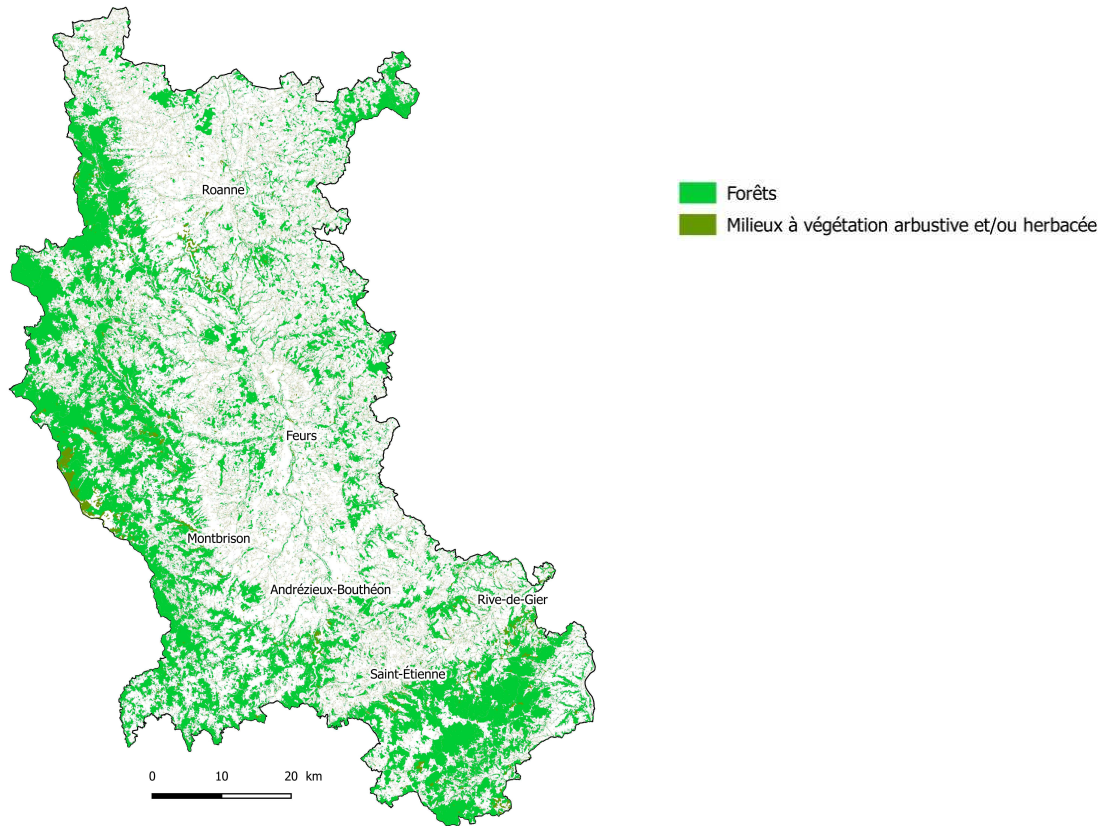 Roanne
Forêts
Milieux à végétation arbustive et/ou herbacée
Feurs
Montbrison
Andrézieux-Bouthéon
Rive-de-Gier
Saint-Étienne
0 10 20 km